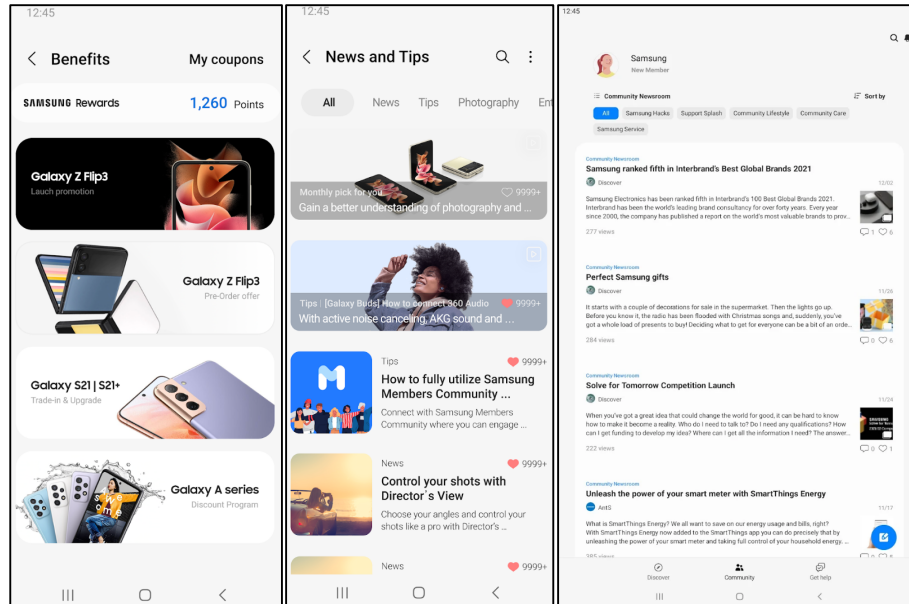 12:45
Benefits
My coupons
SAMSUNG Rewards
1,260 Points
Galaxy Z Flip3
Lauch promotion
Galaxy Z Flip3
Pre-Order offer
Galaxy S21 | S21+
Trade-in & Upgrade
Galaxy A series
Discount Program
12:45
News and Tips
All
News
Tips
Photography
Ent
Monthly pick for you
9999+
Gain a better understanding of photography and ...
Tips | [Galaxy Buds] How to connect 360 Audio
9999+
With active noise canceling, AKG sound and ...
Tips
9999+
How to fully utilize Samsung
Members Community ...
Connect with Samsung Members
Community where you can engage ...
News
9999+
Control your shots with
Director's View
Choose your angles and control your
shots like a pro with Director's ...
News
9999+
12:45
Samsung
New Member
Community Newsroom
Sort by
All
Samsung Hacks
Support Splash
Community Lifestyle
Community Care
Samsung Service
Community Newsroom
Samsung ranked fifth in Interbrand's Best Global Brands 2021
Discover
12/02
Samsung Electronics has been ranked fifth in Interbrand's 100 Best Global Brands 2021.
Interbrand has been the world's leading brand consultancy for over forty years. Every year
since 2000, the company has published a report on the world's most valuable brands to prov...
277 views
1
6
Community Newsroom
Perfect Samsung gifts
Discover
11/26
It starts with a couple of decorations for sale in the supermarket. Then the lights go up.
Before you know it, the radio has been flooded with Christmas songs and, suddenly, you've
got a whole load of presents to buy! Deciding what to get for everyone can be a bit of an orde...
284 views
0
6
Community Newsroom
Solve for Tomorrow Competition Launch
Discover
11/24
When you've got a great idea that could change the world for good, it can be hard to know
how to make it become a reality. Who do I need to talk to? Do I need any qualifications? How
can I get funding to develop my idea? Where can I get all the information I need? The answer...
222 views
0
1
Community Newsroom
Unleash the power of your smart meter with SmartThings Energy
AntS
11/17
What is SmartThings Energy? We all want to save on our energy usage and bills, right?
With SmartThings Energy now added to the SmartThings app you can do precisely that by
unleashing the power of your smart meter and taking full control of your household energy. ...
385 views
Discover
Community
Get help